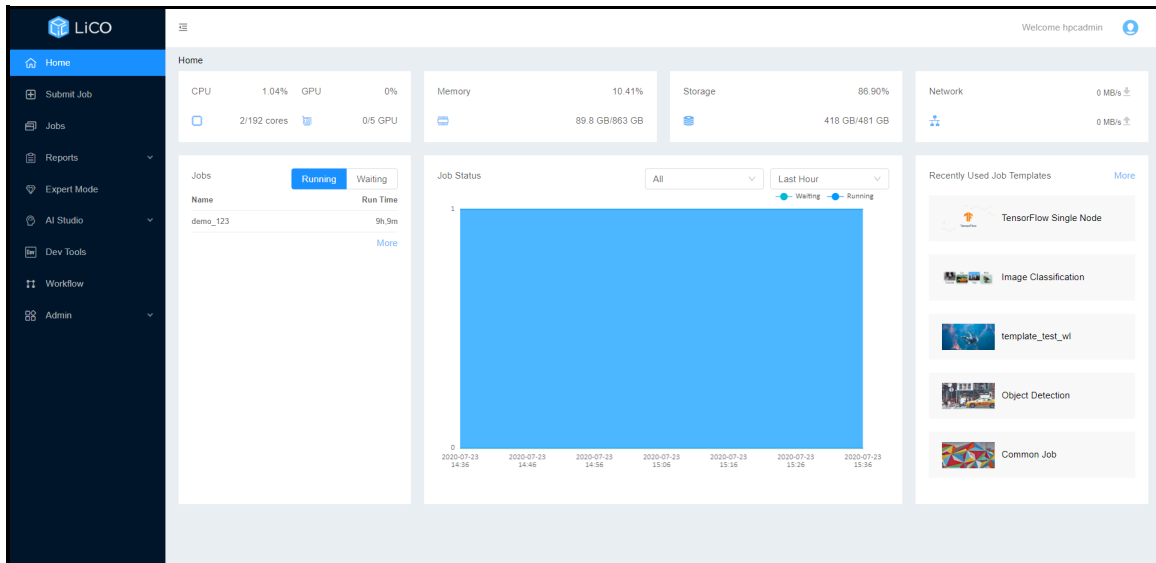 LiCO
Welcome hpcadmin
Home
Submit Job
Jobs
Reports
Expert Mode
AI Studio
Dev Tools
Workflow
Admin
Home
CPU 1.04% GPU 0%
2/192 cores 0/5 GPU
Memory 10.41%
89.8 GB/863 GB
Storage 86.90%
418 GB/481 GB
Network 0 MB/s
0 MB/s
Jobs Running Waiting
Name Run Time
demo_123 9h,9m
More
Job Status All Last Hour
Waiting Running
1
0
2020-07-23 2020-07-23 2020-07-23 2020-07-23 2020-07-23 2020-07-23 2020-07-23
14:36 14:46 14:56 15:06 15:16 15:26 15:36
Recently Used Job Templates More
TensorFlow TensorFlow Single Node
Image Classification
template_test_wl
Object Detection
Common Job